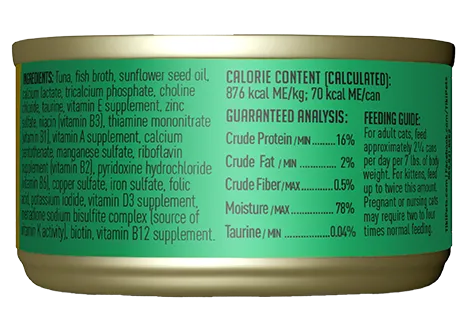 INGREDIENTS: Tuna, fish broth, sunflower seed oil,
calcium lactate, tricalcium phosphate, choline
chloride, taurine, vitamin E supplement, zinc
sulfate, niacin (vitamin B3), thiamine mononitrate
(vitamin B1), vitamin A supplement, calcium
pantothenate, manganese sulfate, riboflavin
supplement (vitamin B2), pyridoxine hydrochloride
(vitamin B6), copper sulfate, iron sulfate, folic
acid, potassium iodide, vitamin D3 supplement,
menadione sodium bisulfite complex (source of
vitamin K activity), biotin, vitamin B12 supplement.
CALORIE CONTENT (CALCULATED):
876 kcal ME/kg; 70 kcal ME/can
GUARANTEED ANALYSIS:
Crude Protein / MIN ..........16%
Crude Fat / MIN ........... 2%
Crude Fiber / MAX ..........0.5%
Moisture / MAX ........... 78%
Taurine / MIN ............0.04%
FEEDING GUIDE:
For adult cats, feed
approximately 2¼ cans
per day per 7 lbs. of body
weight. For kittens, feed
up to twice this amount.
Pregnant or nursing cats
may require two to four
times normal feeding.